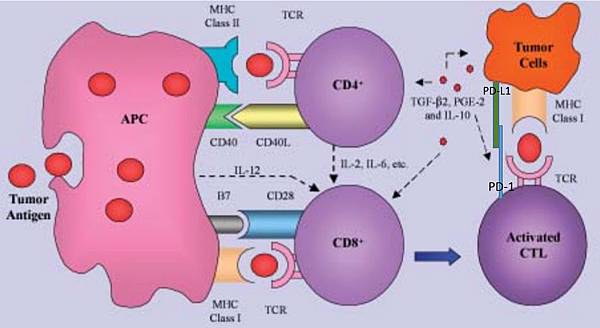 MHC
Class II
TCR
Tumor
Cells
CD4+
APC
PD-L1
TGF-β2, PGE-2
and IL-10
MHC
Class I
CD40
CD40L
IL-12
IL-2, IL-6, etc.
Tumor
Antigen
B7
CD28
PD-1
TCR
CD8+
Activated
CTL
MHC
Class I
TCR